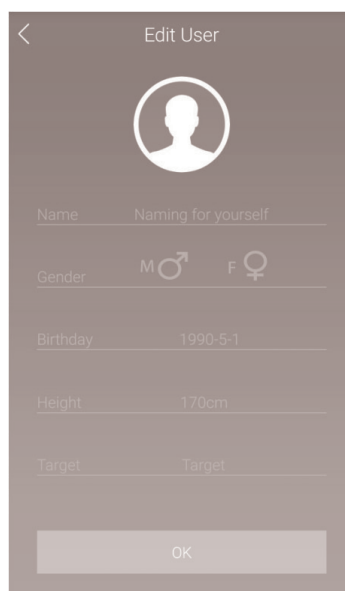 Edit User
Name Naming for yourself
Gender M F
Birthday 1990-5-1
Height 170cm
Target Target
OK